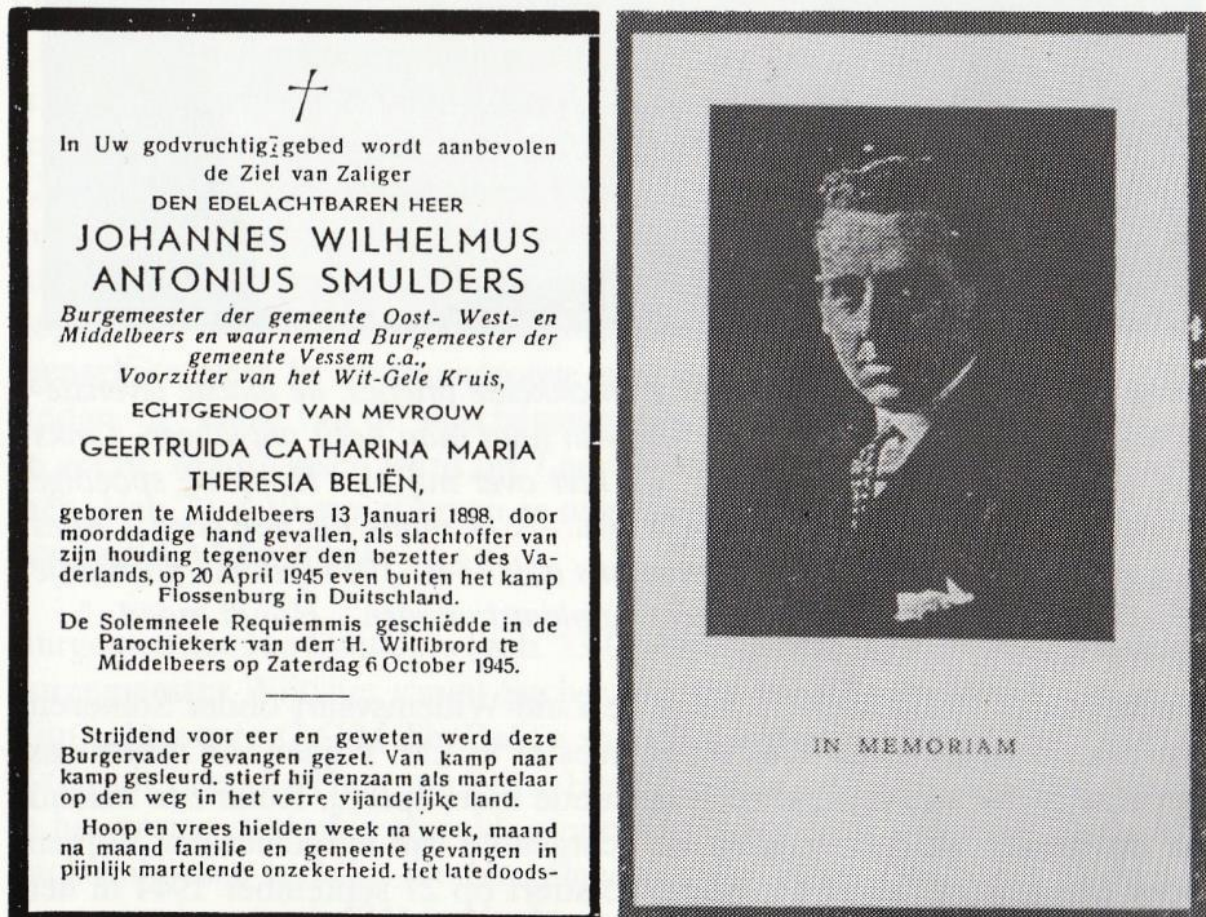 In Uw godvruchtig gebed wordt aanbevolen
de Ziel van Zaliger
DEN EDELACHTBAREN HEER
JOHANNES WILHELMUS
ANTONIUS SMULDERS
Burgemeester der gemeente Oost- West- en
Middelbeers en waarnemend Burgemeester der
gemeente Vessem c.a.,
Voorzitter van het Wit-Gele Kruis,
ECHTGENOOT VAN MEVROUW
GEERTRUIDA CATHARINA MARIA
THERESIA BELIËN,
geboren te Middelbeers 13 Januari 1898, door
moorddadige hand gevallen, als slachtoffer van
zijn houding tegenover den bezetter des Va-
derlands, op 20 April 1945 even buiten het kamp
Flossenburg in Duitschland.
De Solemneele Requiemmis geschiedde in de
Parochiekerk van den H. Willibrord te
Middelbeers op Zaterdag 6 October 1945.
Strijdend voor eer en geweten werd deze
Burgervader gevangen gezet. Van kamp naar
kamp gesleurd, stierf hij eenzaam als martelaar
op den weg in het verre vijandelijke land.
Hoop en vrees hielden week na week, maand
na maand familie en gemeente gevangen in
pijnlijk martelende onzekerheid. Het late doods-
IN MEMORIAM